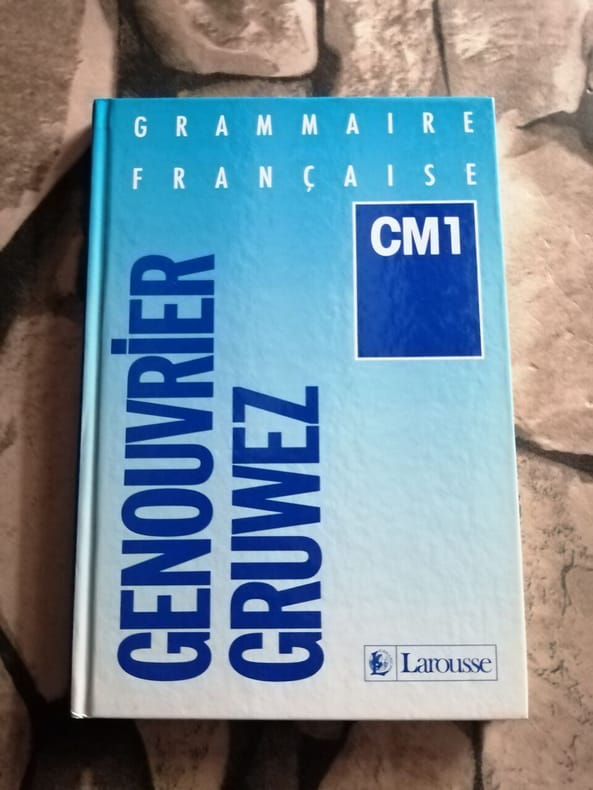 GRAMMAIRE
FRANÇAISE
CM1
GENOUVRiER
GRUWEZ
Larousse